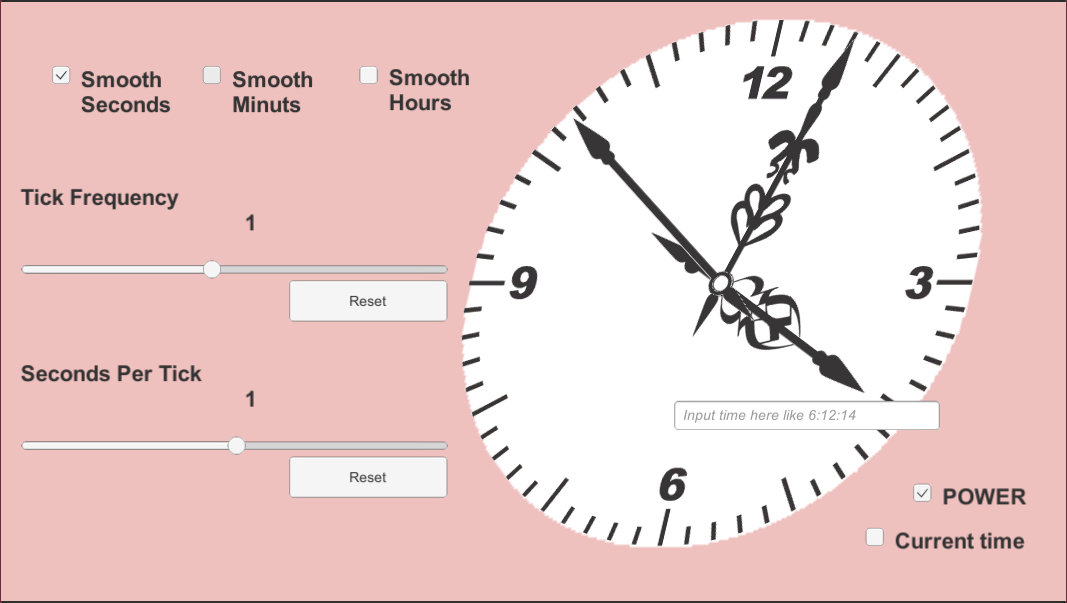 Smooth
Seconds
Smooth
Minuts
Smooth
Hours
Tick Frequency
1
Reset
Seconds Per Tick
1
Reset
12
9
3
6
Input time here like 6:12:14
POWER
Current time